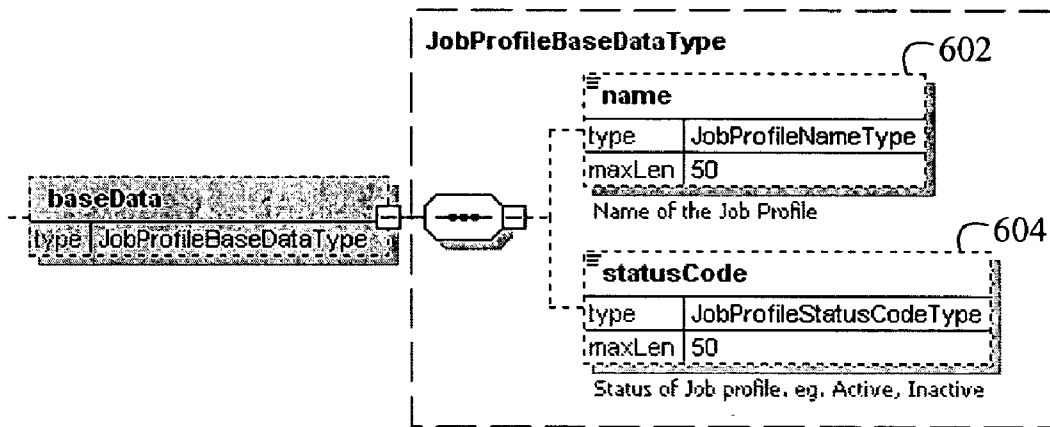 JobProfileBaseDataType
602
name
type JobProfileNameType
maxLen 50
Name of the Job Profile
baseData
type JobProfileBaseDataType
604
statusCode
type JobProfileStatusCodeType
maxLen 50
Status of Job profile. eg. Active, Inactive